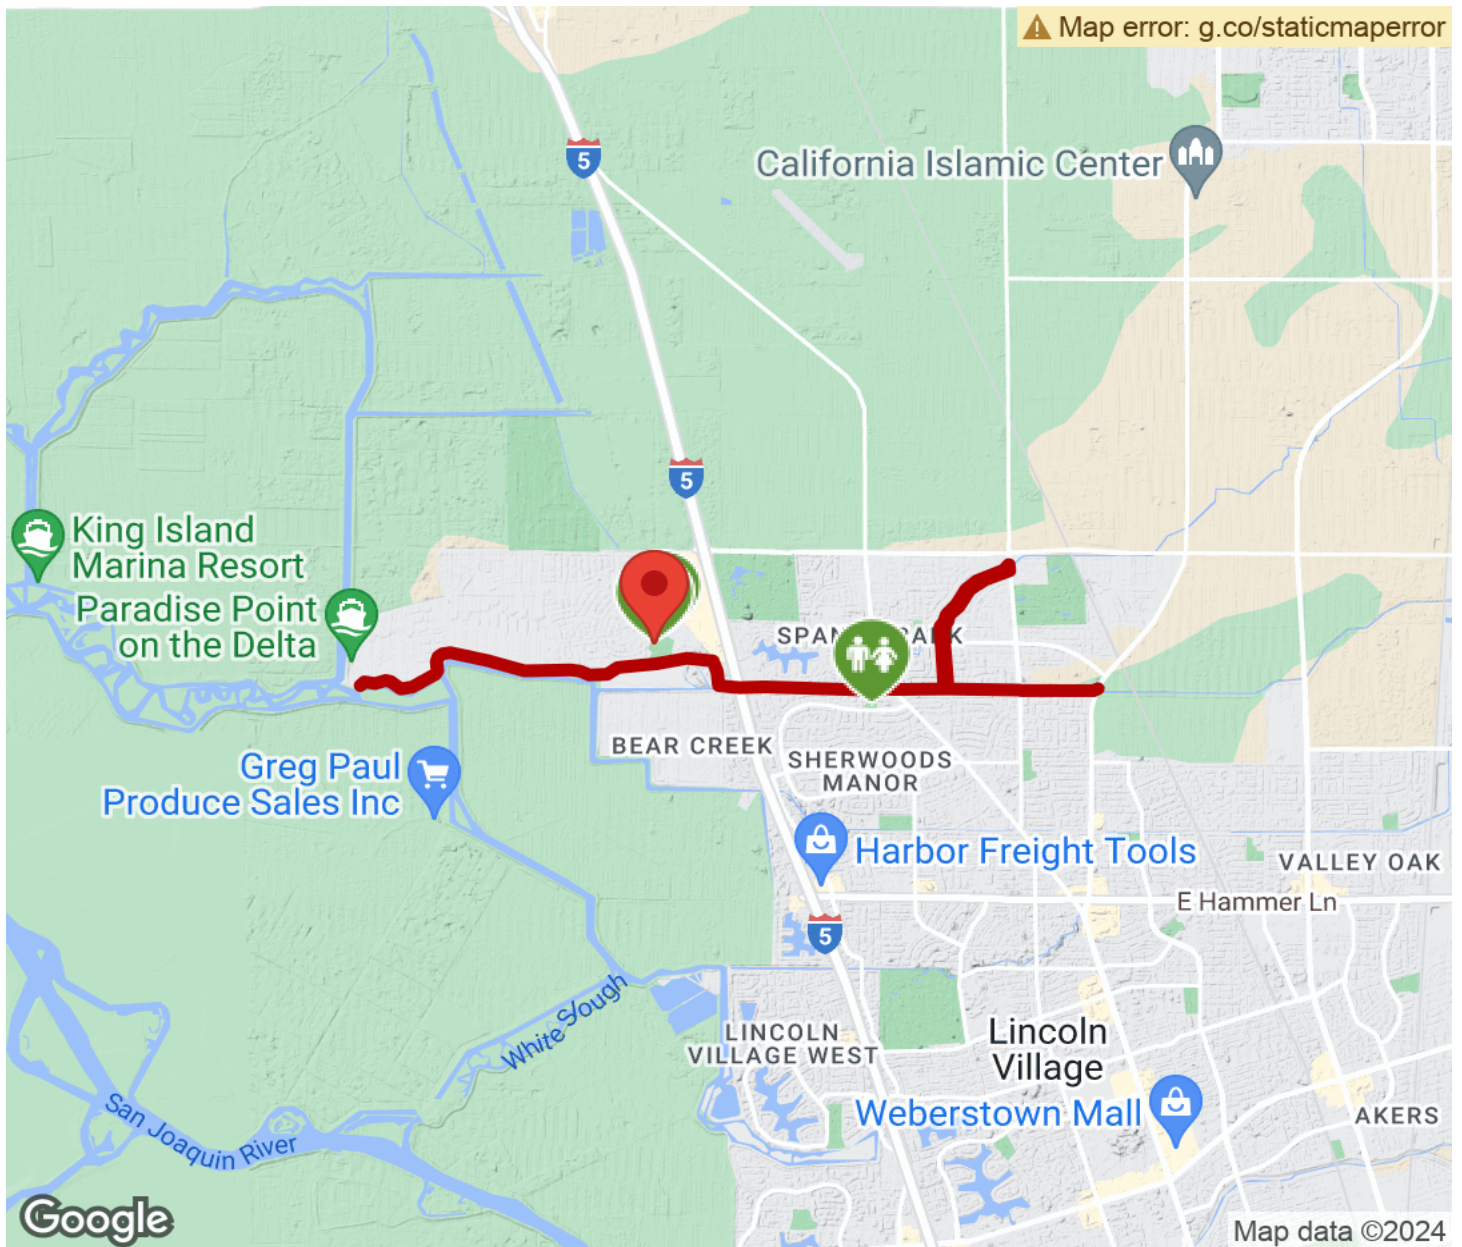 Map error: g.co/staticmaperror
5
California Islamic Center
5
King Island
Marina Resort
Paradise Point
on the Delta
BEAR CREEK
SHERWOODS
MANOR
Greg Paul
Produce Sales Inc
Harbor Freight Tools
VALLEY OAK
E Hammer Ln
5
White Slough
LINCOLN
VILLAGE WEST
Lincoln
Village
Weberstown Mall
AKERS
San Joaquin River
Google
Map data ©2024